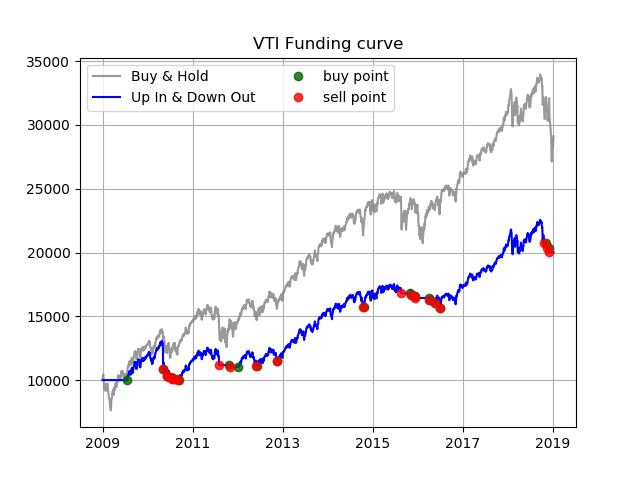 VTI Funding curve
Buy & Hold
Up In & Down Out
buy point
sell point
35000
30000
25000
20000
15000
10000
2009 2011 2013 2015 2017 2019